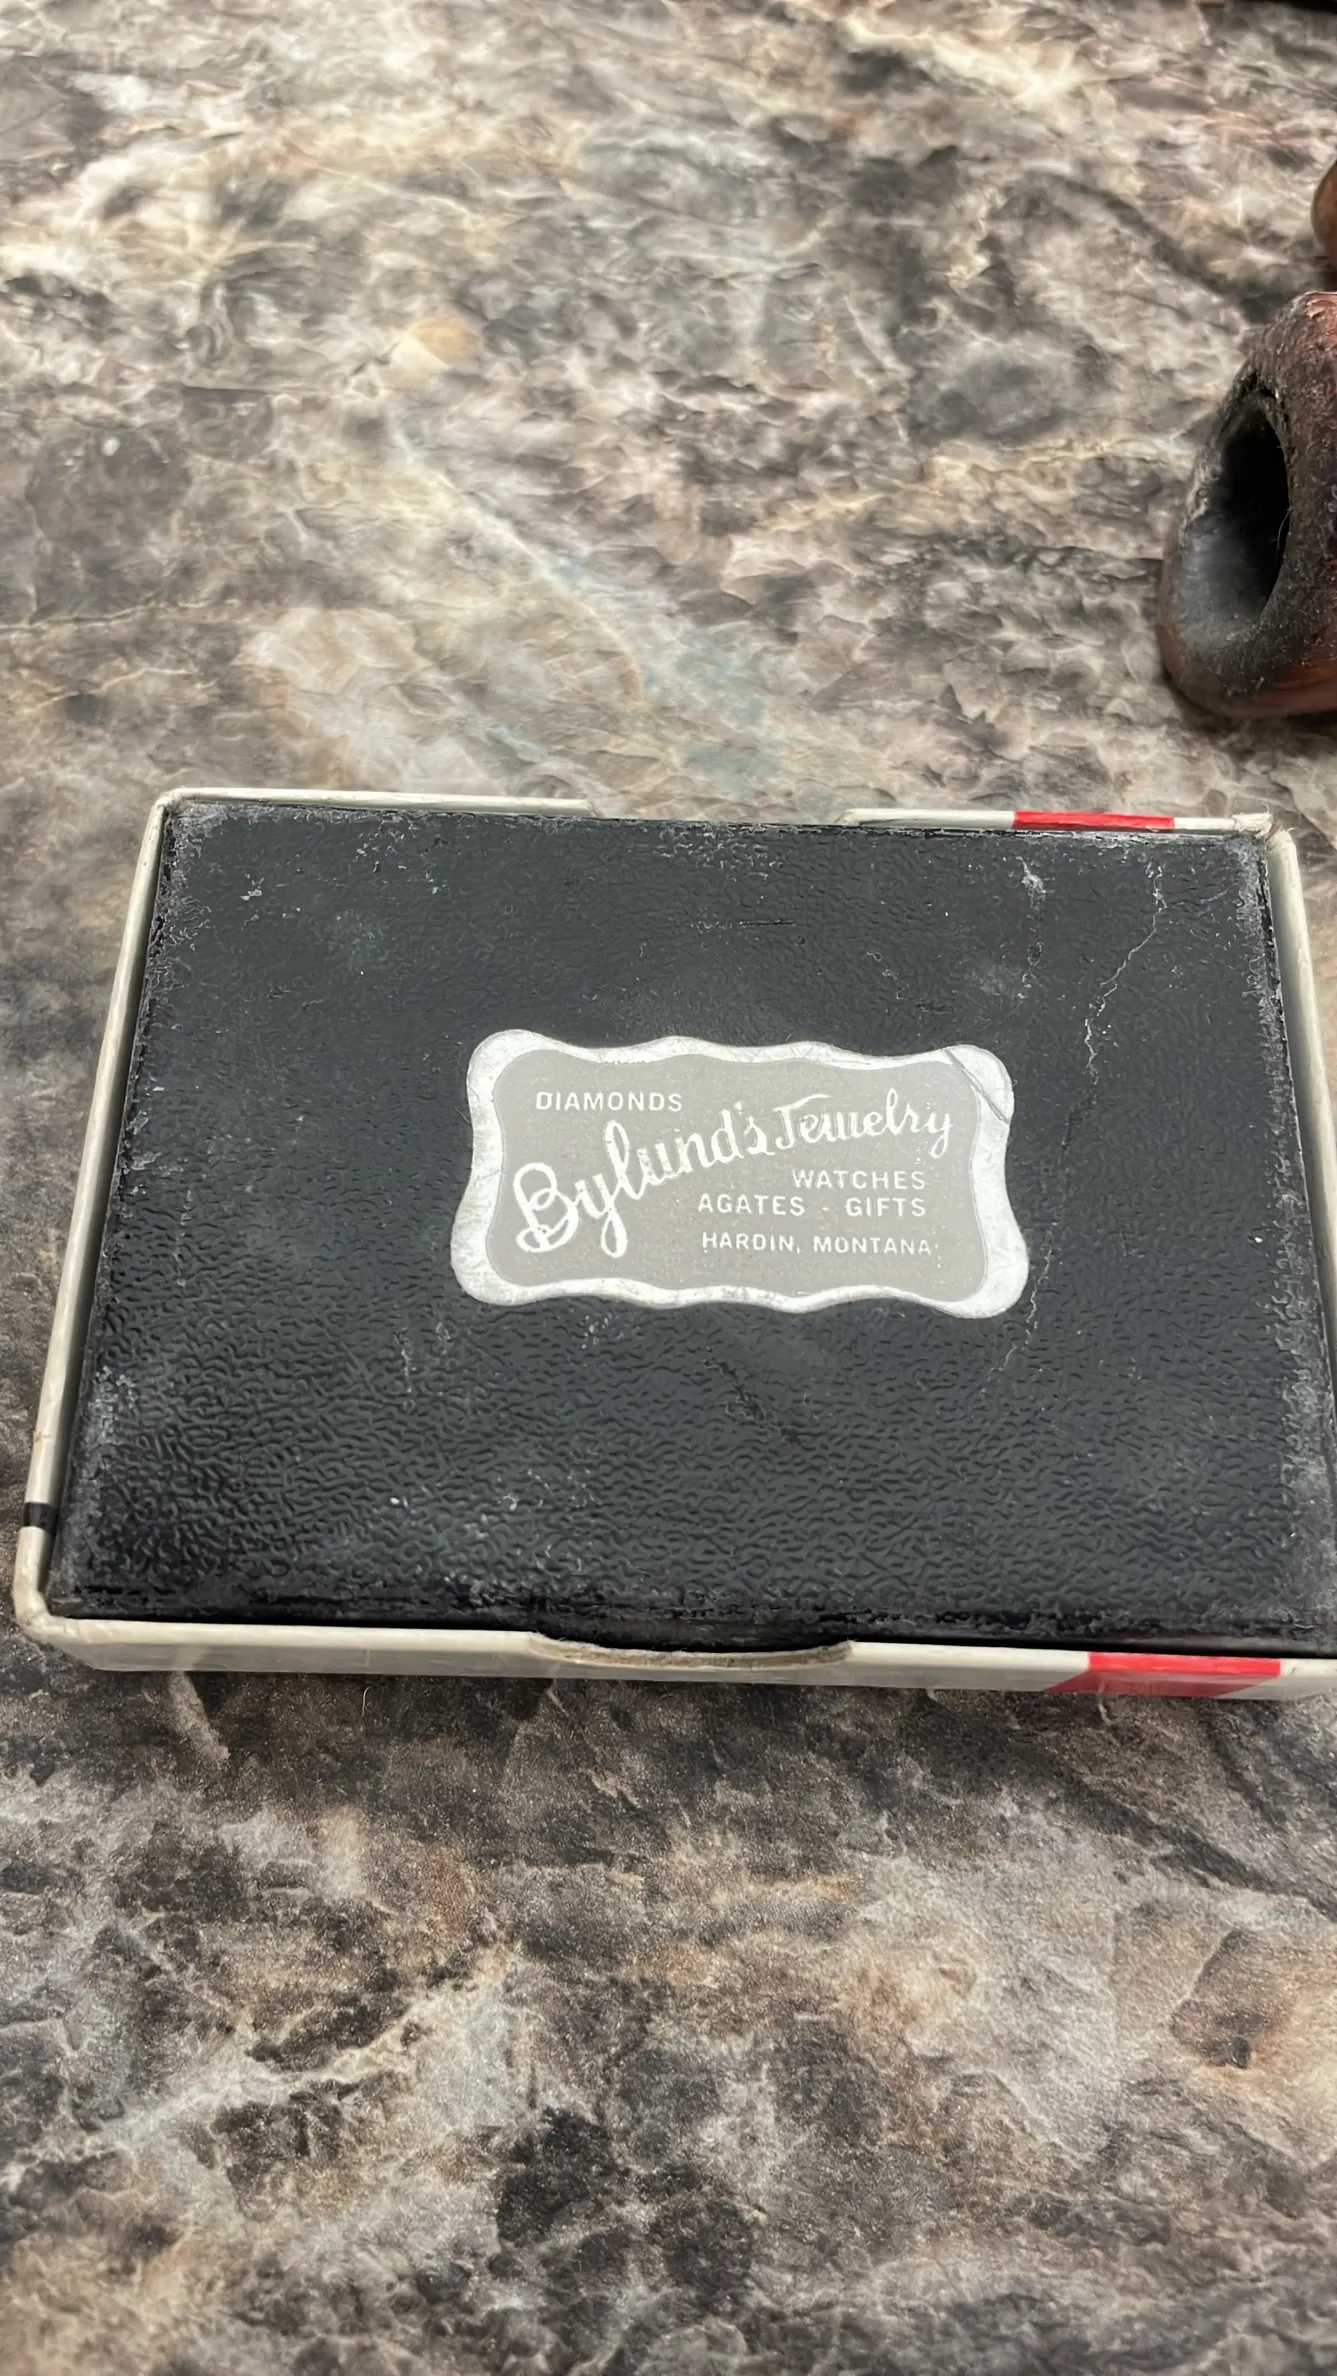 DIAMONDS
Bylund's Jewelry
WATCHES
AGATES - GIFTS
HARDIN, MONTANA